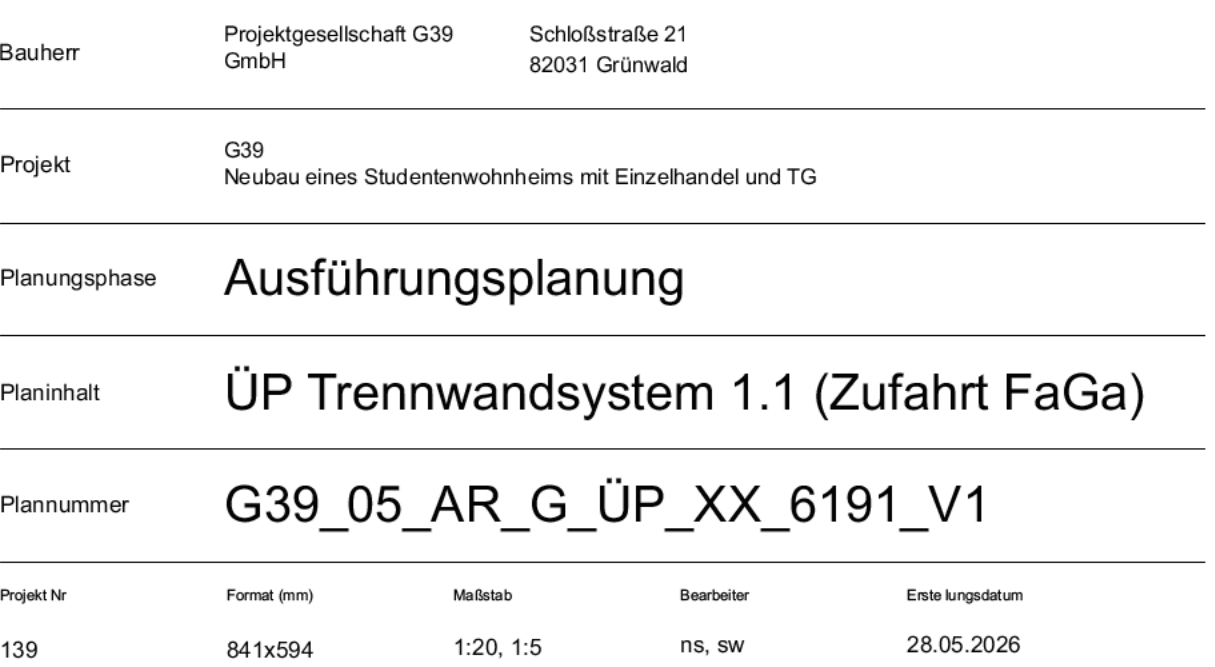 Bauherr
Projektgesellschaft G39
GmbH
Schloßstraße 21
82031 Grünwald
Projekt
G39
Neubau eines Studentenwohnheims mit Einzelhandel und TG
Planungsphase
Ausführungsplanung
Planinhalt
ÜP Trennwandsystem 1.1 (Zufahrt FaGa)
Plannummer
G39_05_AR_G_ÜP_XX_6191_V1
Projekt Nr
Format (mm)
Maßstab
Bearbeiter
Erste lungsdatum
139
841x594
1:20, 1:5
ns, sw
28.05.2026